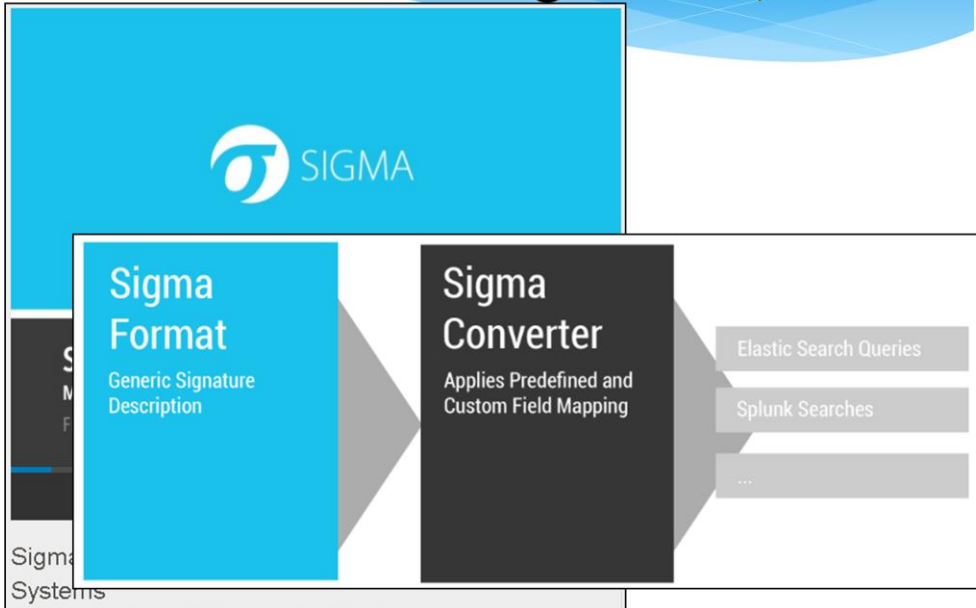 σ SIGMA
Sigma
Format
Generic Signature
Description
Sigma
Converter
Applies Predefined and
Custom Field Mapping
Elastic Search Queries
Splunk Searches
...
S
M
F
Sigma
Systems